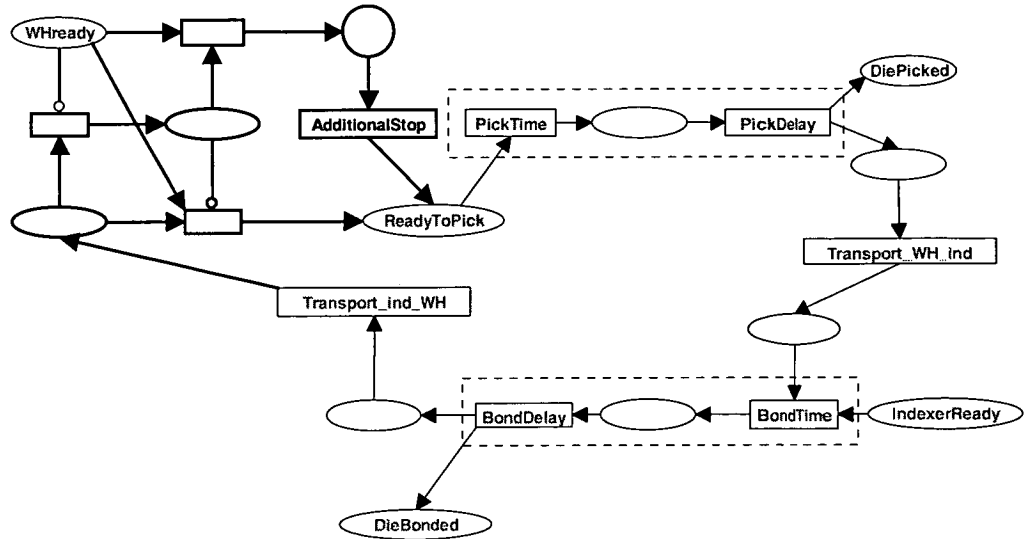 WHready
DiePicked
AdditionalStop
PickTime
PickDelay
ReadyToPick
Transport_WH_ind
Transport_ind_WH
BondDelay
BondTime
IndexerReady
DieBonded